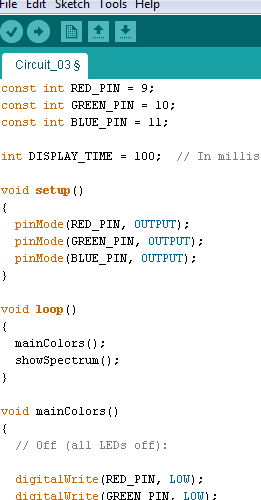 File Edit Sketch Tools Help
Circuit_03 §
const int RED_PIN = 9;
const int GREEN_PIN = 10;
const int BLUE_PIN = 11;
int DISPLAY_TIME = 100;  // In millis
void setup()
{
  pinMode(RED_PIN, OUTPUT);
  pinMode(GREEN_PIN, OUTPUT);
  pinMode(BLUE_PIN, OUTPUT);
}
void loop()
{
  mainColors();
  showSpectrum();
}
void mainColors()
{
  // Off (all LEDs off):
  digitalWrite(RED_PIN, LOW);
  digitalWrite(GREEN_PIN, LOW);